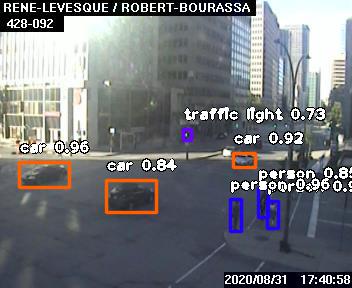 RENE-LEVESQUE / ROBERT-BOURASSA
428-092
traffic light 0.73
car 0.96
car 0.92
car 0.84
person 0.85
person 0.96
2020/08/31 17:40:58